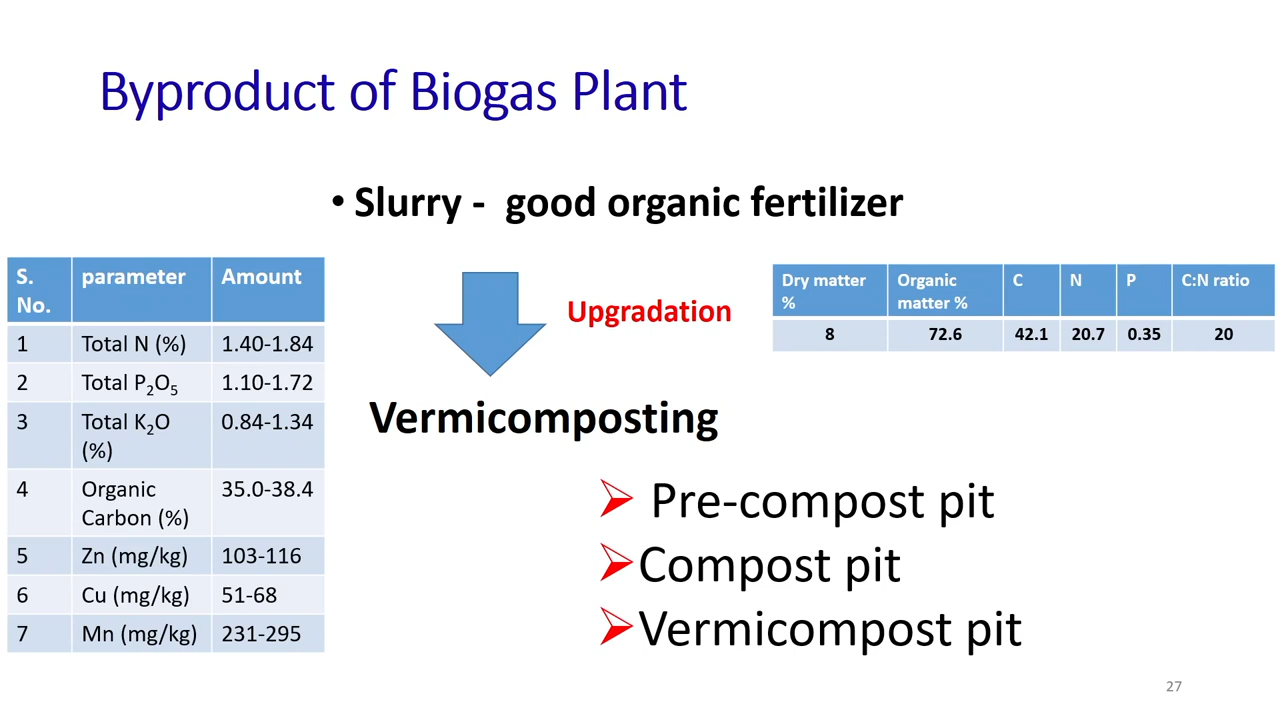 Byproduct of Biogas Plant
• Slurry - good organic fertilizer
S. No. parameter Amount
1 Total N (%) 1.40-1.84
2 Total P₂O₅ 1.10-1.72
3 Total K₂O (%) 0.84-1.34
4 Organic Carbon (%) 35.0-38.4
5 Zn (mg/kg) 103-116
6 Cu (mg/kg) 51-68
7 Mn (mg/kg) 231-295
Upgradation
Dry matter % Organic matter % C N P C:N ratio
8 72.6 42.1 20.7 0.35 20
Vermicomposting
➢ Pre-compost pit
➢Compost pit
➢Vermicompost pit
27